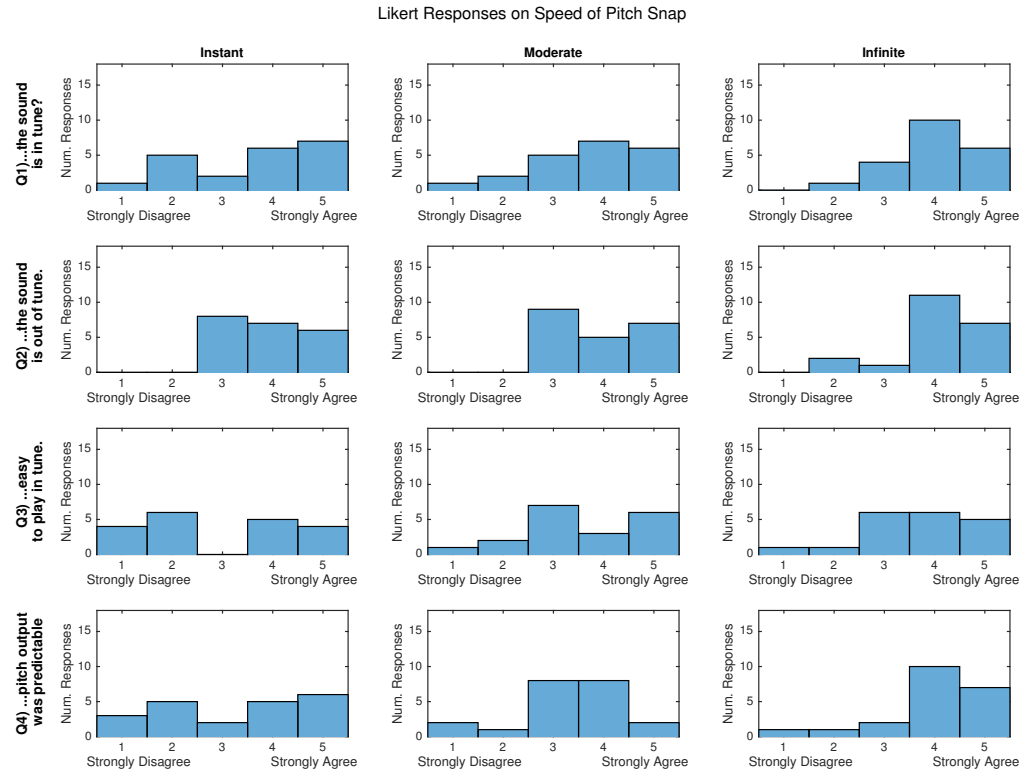 Likert Responses on Speed of Pitch Snap
Instant
Moderate
Infinite
Q1)...the sound
is in tune?
Num. Responses
15
10
5
0
1 2 3 4 5
Strongly Disagree Strongly Agree
Num. Responses
15
10
5
0
1 2 3 4 5
Strongly Disagree Strongly Agree
Num. Responses
15
10
5
0
1 2 3 4 5
Strongly Disagree Strongly Agree
Q2) ...the sound
is out of tune.
Num. Responses
15
10
5
0
1 2 3 4 5
Strongly Disagree Strongly Agree
Num. Responses
15
10
5
0
1 2 3 4 5
Strongly Disagree Strongly Agree
Num. Responses
15
10
5
0
1 2 3 4 5
Strongly Disagree Strongly Agree
Q3) ...easy
to play in tune.
Num. Responses
15
10
5
0
1 2 3 4 5
Strongly Disagree Strongly Agree
Num. Responses
15
10
5
0
1 2 3 4 5
Strongly Disagree Strongly Agree
Num. Responses
15
10
5
0
1 2 3 4 5
Strongly Disagree Strongly Agree
Q4) ...pitch output
was predictable
Num. Responses
15
10
5
0
1 2 3 4 5
Strongly Disagree Strongly Agree
Num. Responses
15
10
5
0
1 2 3 4 5
Strongly Disagree Strongly Agree
Num. Responses
15
10
5
0
1 2 3 4 5
Strongly Disagree Strongly Agree